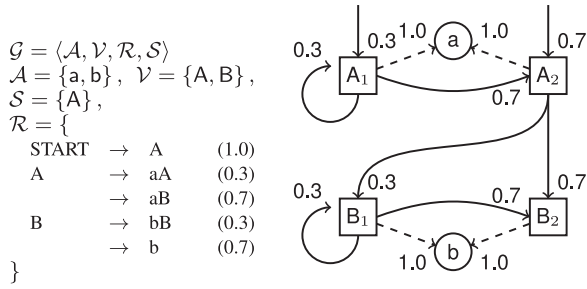 𝒢 = ⟨𝒜, 𝒱, ℛ, 𝒮⟩
𝒜 = {a, b} , 𝒱 = {A, B} ,
𝒮 = {A} ,
ℛ = {
START → A (1.0)
A → aA (0.3)
→ aB (0.7)
B → bB (0.3)
→ b (0.7)
}
0.3 0.3 1.0 a 1.0 0.7
A₁ A₂
0.7
0.3 0.3 0.7 0.7
B₁ B₂
1.0 b 1.0